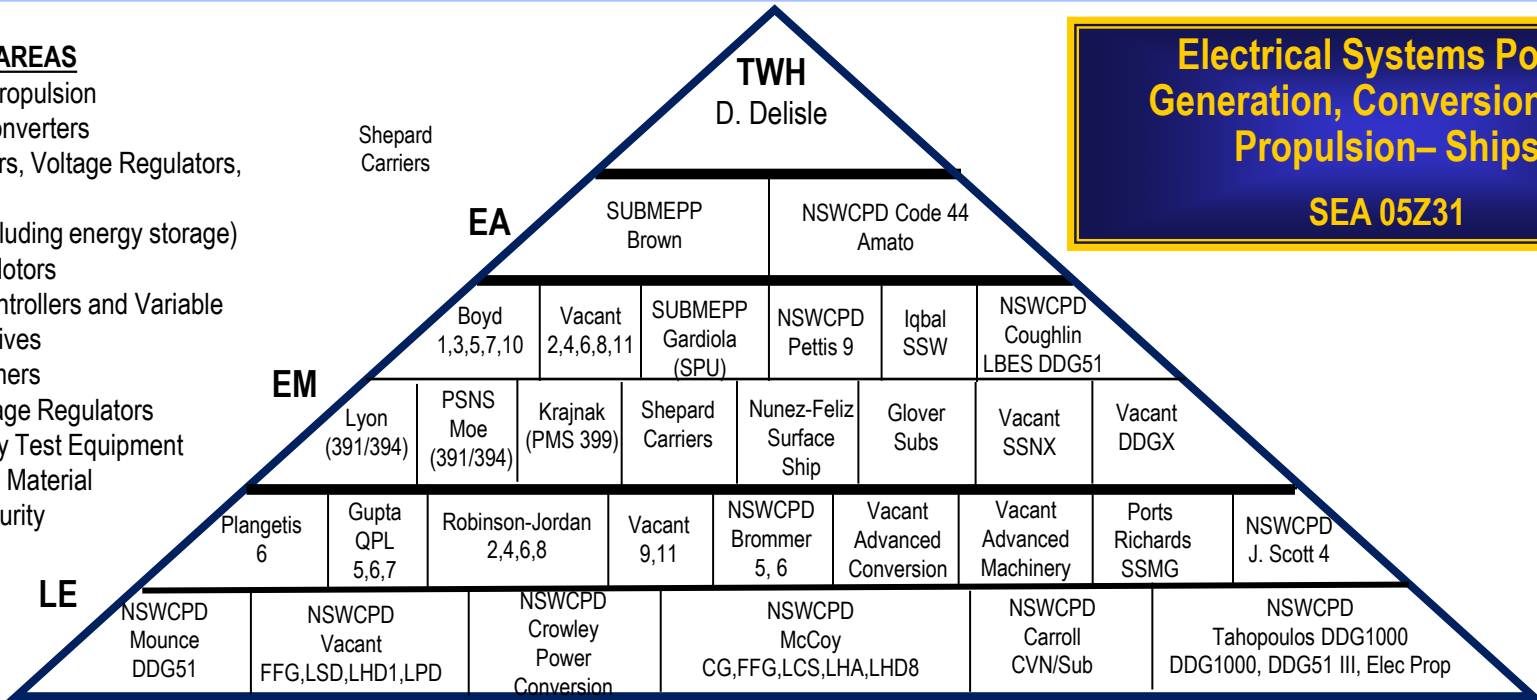 AREAS
ropulsion
onverters
rs, Voltage Regulators,
luding energy storage)
Motors
ntrollers and Variable
ives
ners
age Regulators
y Test Equipment
Material
urity
Shepard
Carriers
TWH
D. Delisle
Electrical Systems Po
Generation, Conversion
Propulsion– Ships
SEA 05Z31
EA
SUBMEPP
Brown
NSWCPD Code 44
Amato
EM
Boyd
1,3,5,7,10
Vacant
2,4,6,8,11
SUBMEPP
Gardiola
(SPU)
NSWCPD
Pettis 9
Iqbal
SSW
NSWCPD
Coughlin
LBES DDG51
Lyon
(391/394)
PSNS
Moe
(391/394)
Krajnak
(PMS 399)
Shepard
Carriers
Nunez-Feliz
Surface
Ship
Glover
Subs
Vacant
SSNX
Vacant
DDGX
LE
Plangetis
6
Gupta
QPL
5,6,7
Robinson-Jordan
2,4,6,8
Vacant
9,11
NSWCPD
Brommer
5, 6
Vacant
Advanced
Conversion
Vacant
Advanced
Machinery
Ports
Richards
SSMG
NSWCPD
J. Scott 4
NSWCPD
Mounce
DDG51
NSWCPD
Vacant
FFG,LSD,LHD1,LPD
NSWCPD
Crowley
Power
Conversion
NSWCPD
McCoy
CG,FFG,LCS,LHA,LHD8
NSWCPD
Carroll
CVN/Sub
NSWCPD
Tahopoulos DDG1000
DDG1000, DDG51 III, Elec Prop